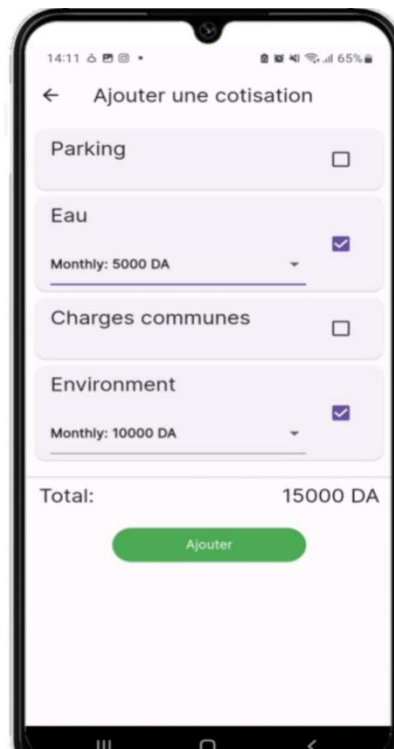 14:11 65%
Ajouter une cotisation
Parking
Eau
Monthly: 5000 DA
Charges communes
Environment
Monthly: 10000 DA
Total: 15000 DA
Ajouter